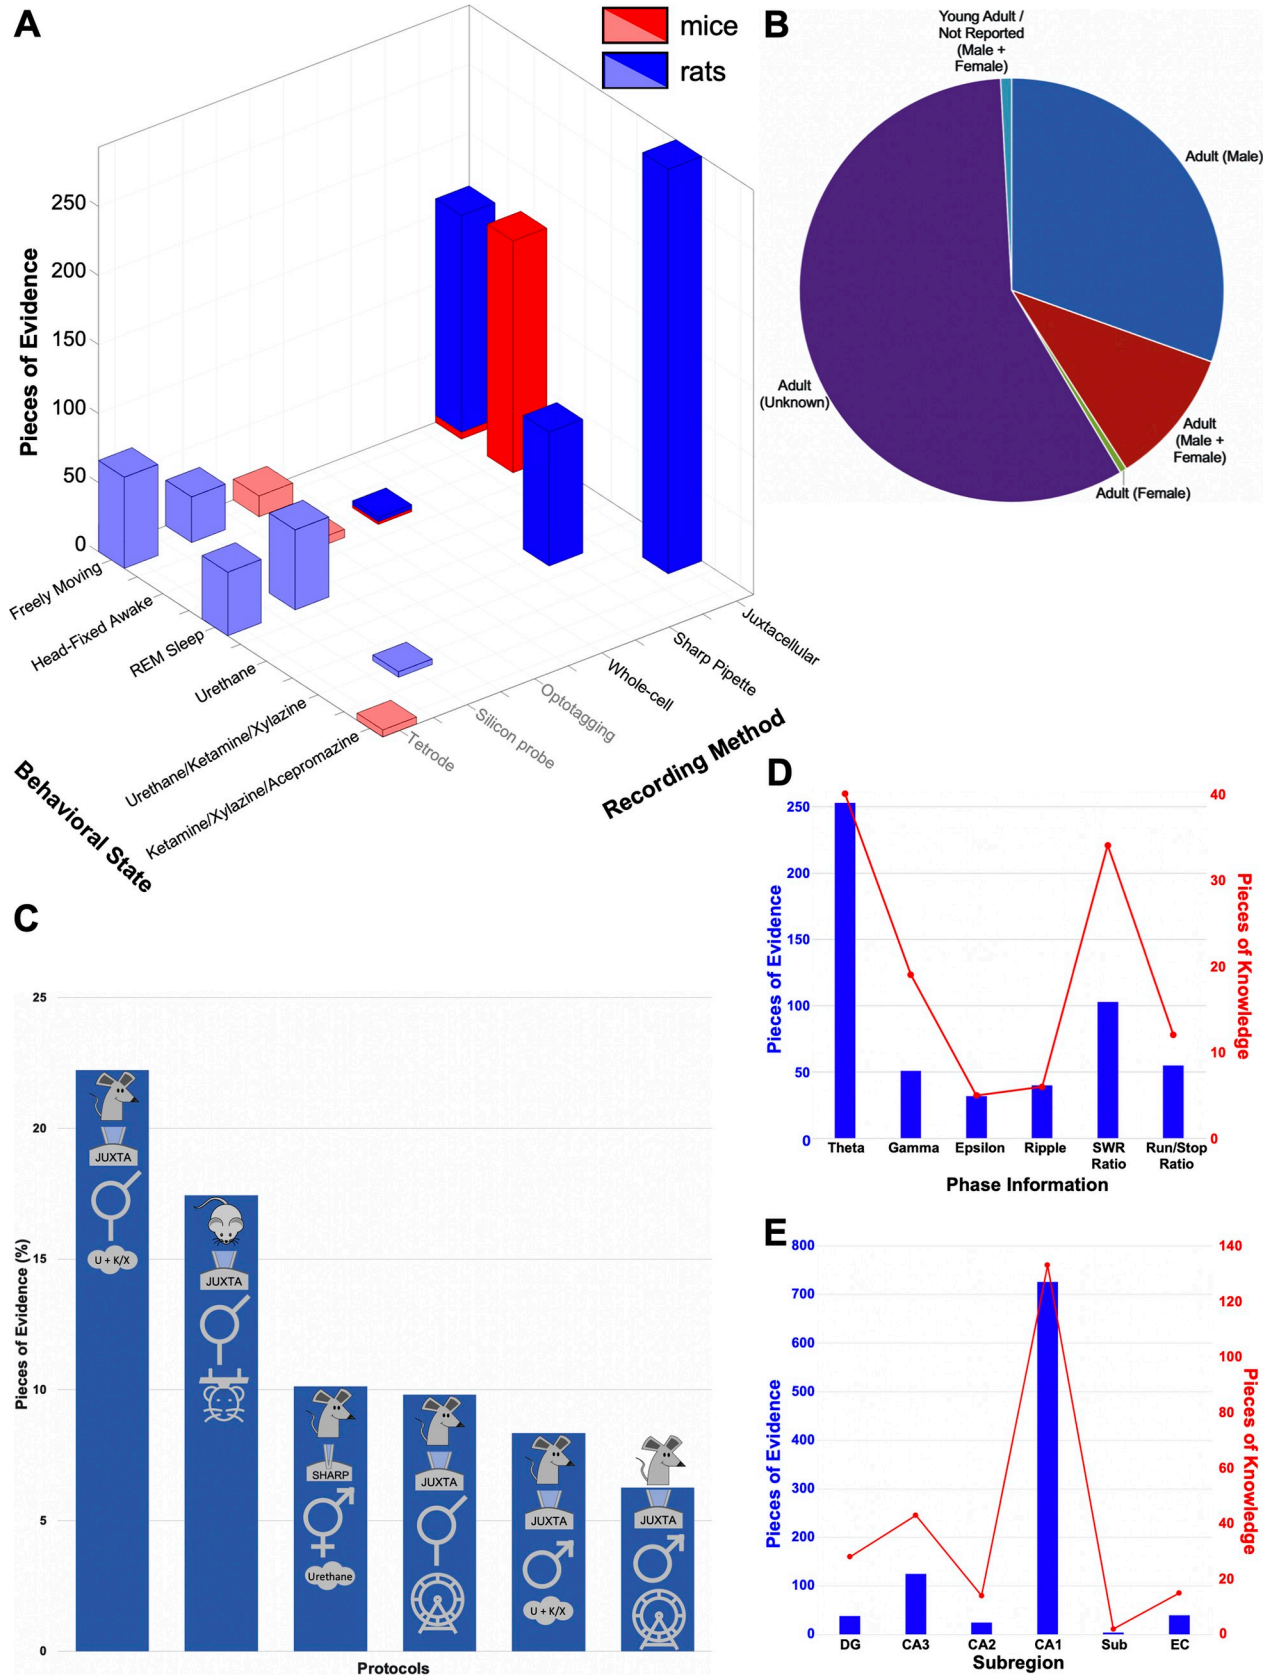 A
mice
rats
Pieces of Evidence
250
200
150
100
50
0
Freely Moving
Head-Fixed Awake
REM Sleep
Urethane
Urethane/Ketamine/Xylazine
Ketamine/Xylazine/Acepromazine
Behavioral State
Tetrode
Silicon probe
Optotagging
Whole-cell
Sharp Pipette
Juxtacellular
Recording Method
B
Young Adult /
Not Reported
(Male +
Female)
Adult (Male)
Adult
(Male +
Female)
Adult (Female)
Adult
(Unknown)
C
Pieces of Evidence (%)
25
20
15
10
5
0
JUXTA
U + K/X
JUXTA
SHARP
Urethane
JUXTA
JUXTA
U + K/X
JUXTA
Protocols
D
Pieces of Evidence
250
200
150
100
50
0
40
30
20
10
0
Pieces of Knowledge
Theta
Gamma
Epsilon
Ripple
SWR
Ratio
Run/Stop
Ratio
Phase Information
E
Pieces of Evidence
800
700
600
500
400
300
200
100
0
140
120
100
80
60
40
20
0
Pieces of Knowledge
DG
CA3
CA2
CA1
Sub
EC
Subregion